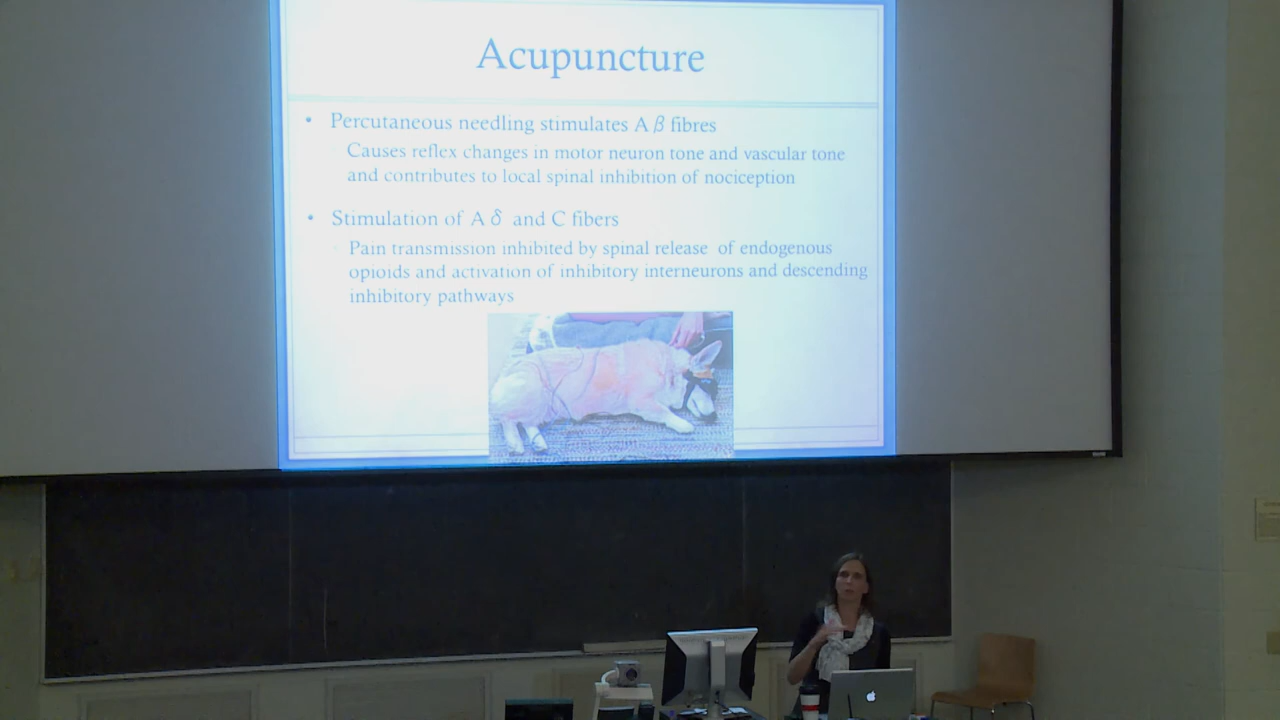 Acupuncture
• Percutaneous needling stimulates A β fibres
Causes reflex changes in motor neuron tone and vascular tone
and contributes to local spinal inhibition of nociception
• Stimulation of A δ and C fibers
Pain transmission inhibited by spinal release of endogenous
opioids and activation of inhibitory interneurons and descending
inhibitory pathways